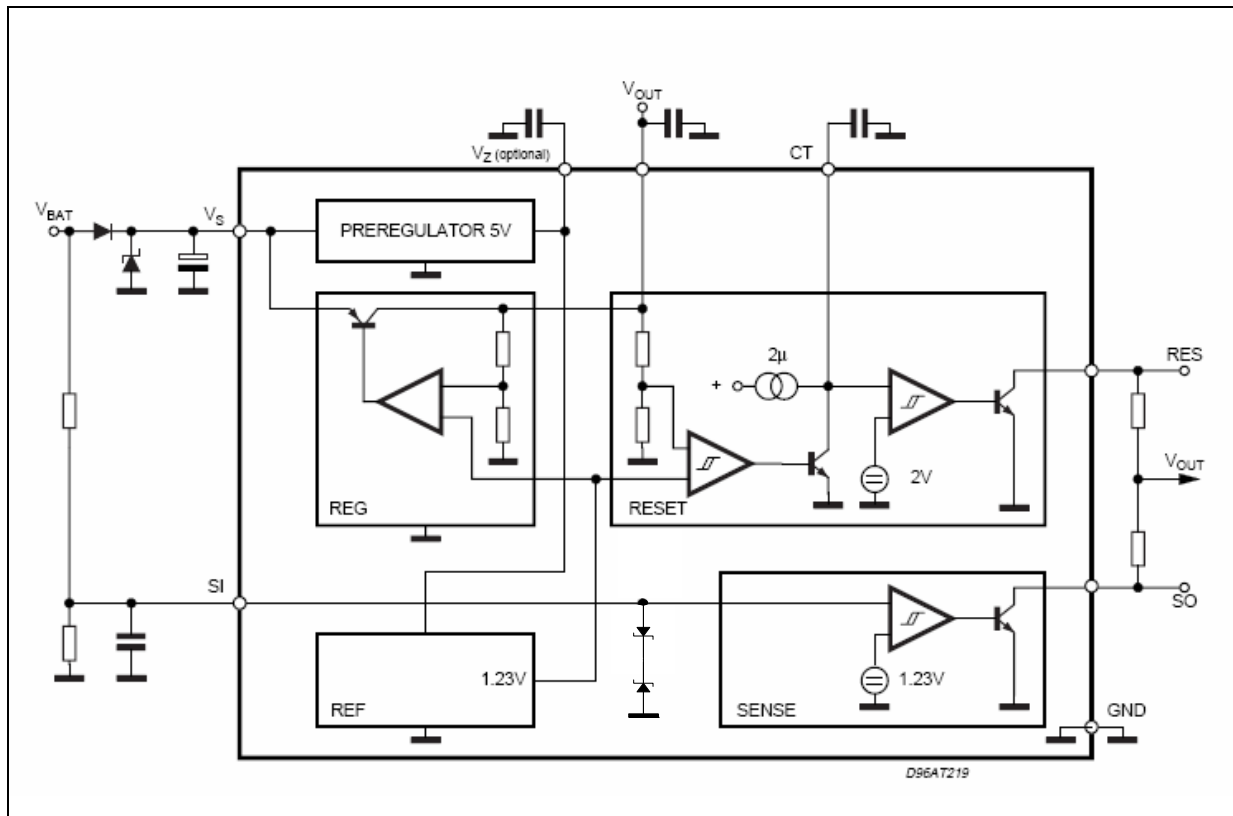 VOUT
VZ (optional)
CT
VBAT
VS
PREREGULATOR 5V
2μ
+
RES
2V
VOUT
REG
RESET
SI
SO
1.23V
1.23V
REF
SENSE
GND
D96AT219